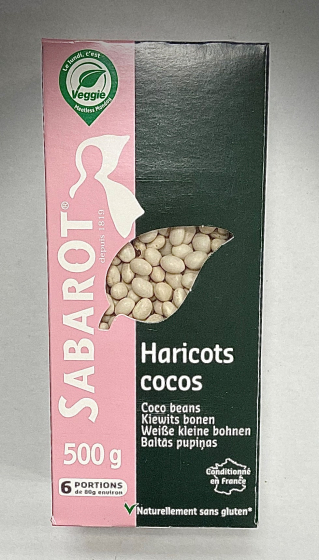 Le lundi, c'est
Veggie
Meatless Monday
SABAROT®
depuis 1819
Haricots
cocos
Coco beans
Kiewits bonen
Weiße kleine bohnen
Baltās pupiņas
500 g
6 PORTIONS
de 80g environ
Conditionné
en France
Naturellement sans gluten*